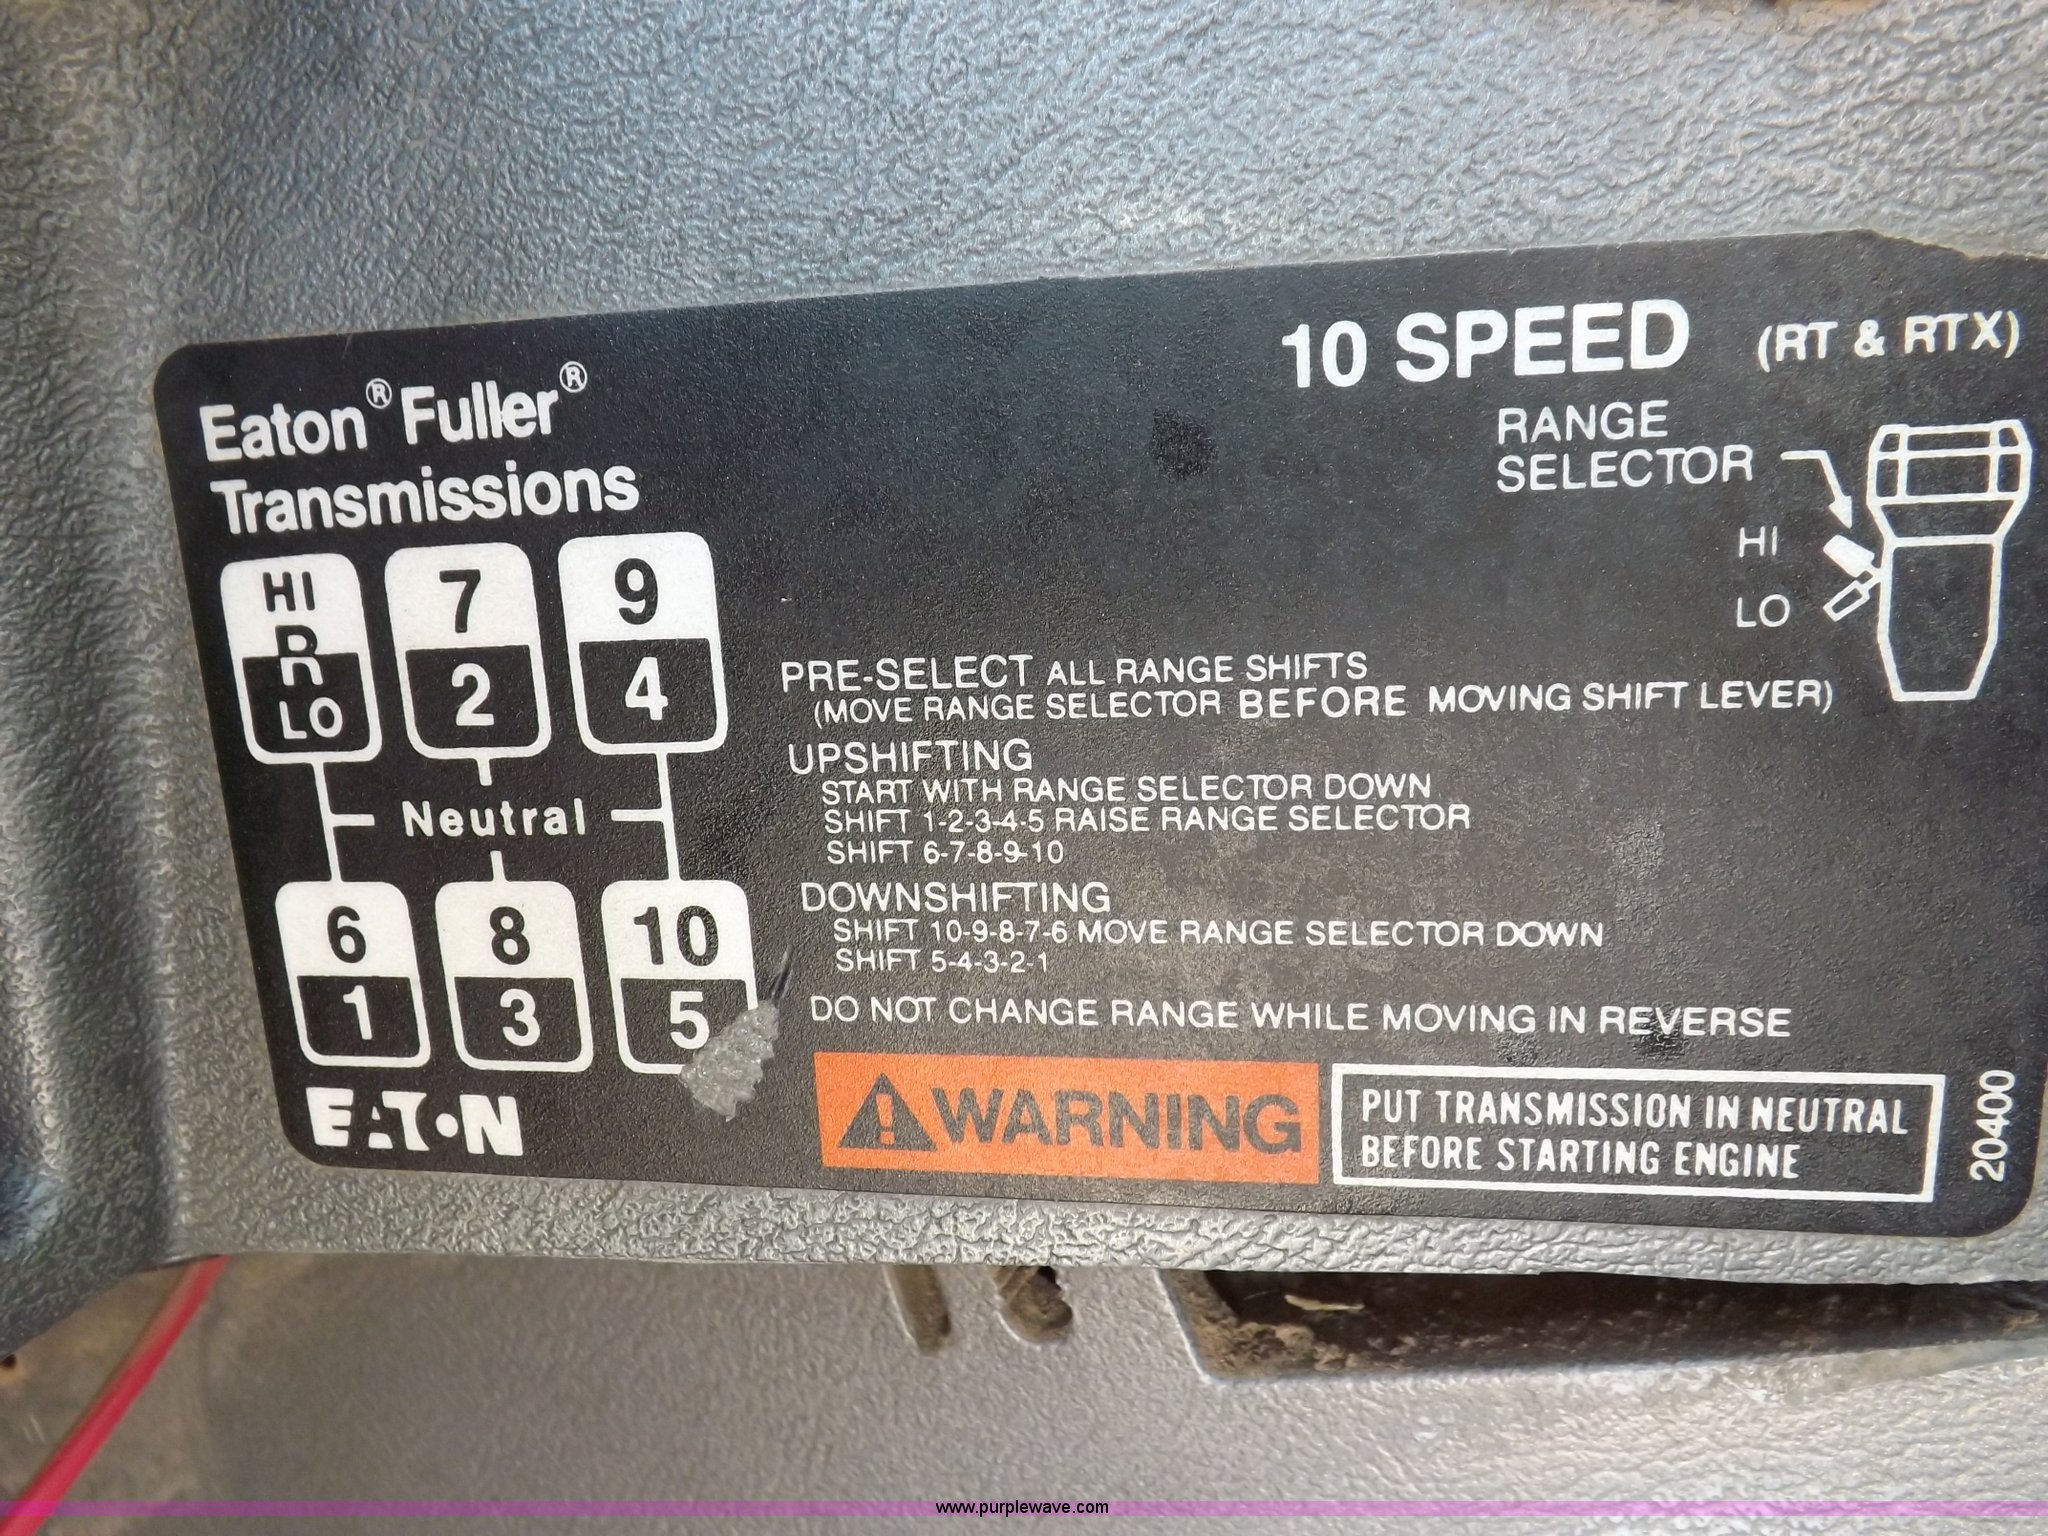 Eaton® Fuller®
Transmissions
10 SPEED (RT & RTX)
RANGE
SELECTOR
HI
LO
HI 7 9
R
LO 2 4
Neutral
6 8 10
1 3 5
EATON
PRE-SELECT ALL RANGE SHIFTS
(MOVE RANGE SELECTOR BEFORE MOVING SHIFT LEVER)
UPSHIFTING
START WITH RANGE SELECTOR DOWN
SHIFT 1-2-3-4-5 RAISE RANGE SELECTOR
SHIFT 6-7-8-9-10
DOWNSHIFTING
SHIFT 10-9-8-7-6 MOVE RANGE SELECTOR DOWN
SHIFT 5-4-3-2-1
DO NOT CHANGE RANGE WHILE MOVING IN REVERSE
WARNING
PUT TRANSMISSION IN NEUTRAL
BEFORE STARTING ENGINE
20400
www.purplewave.com